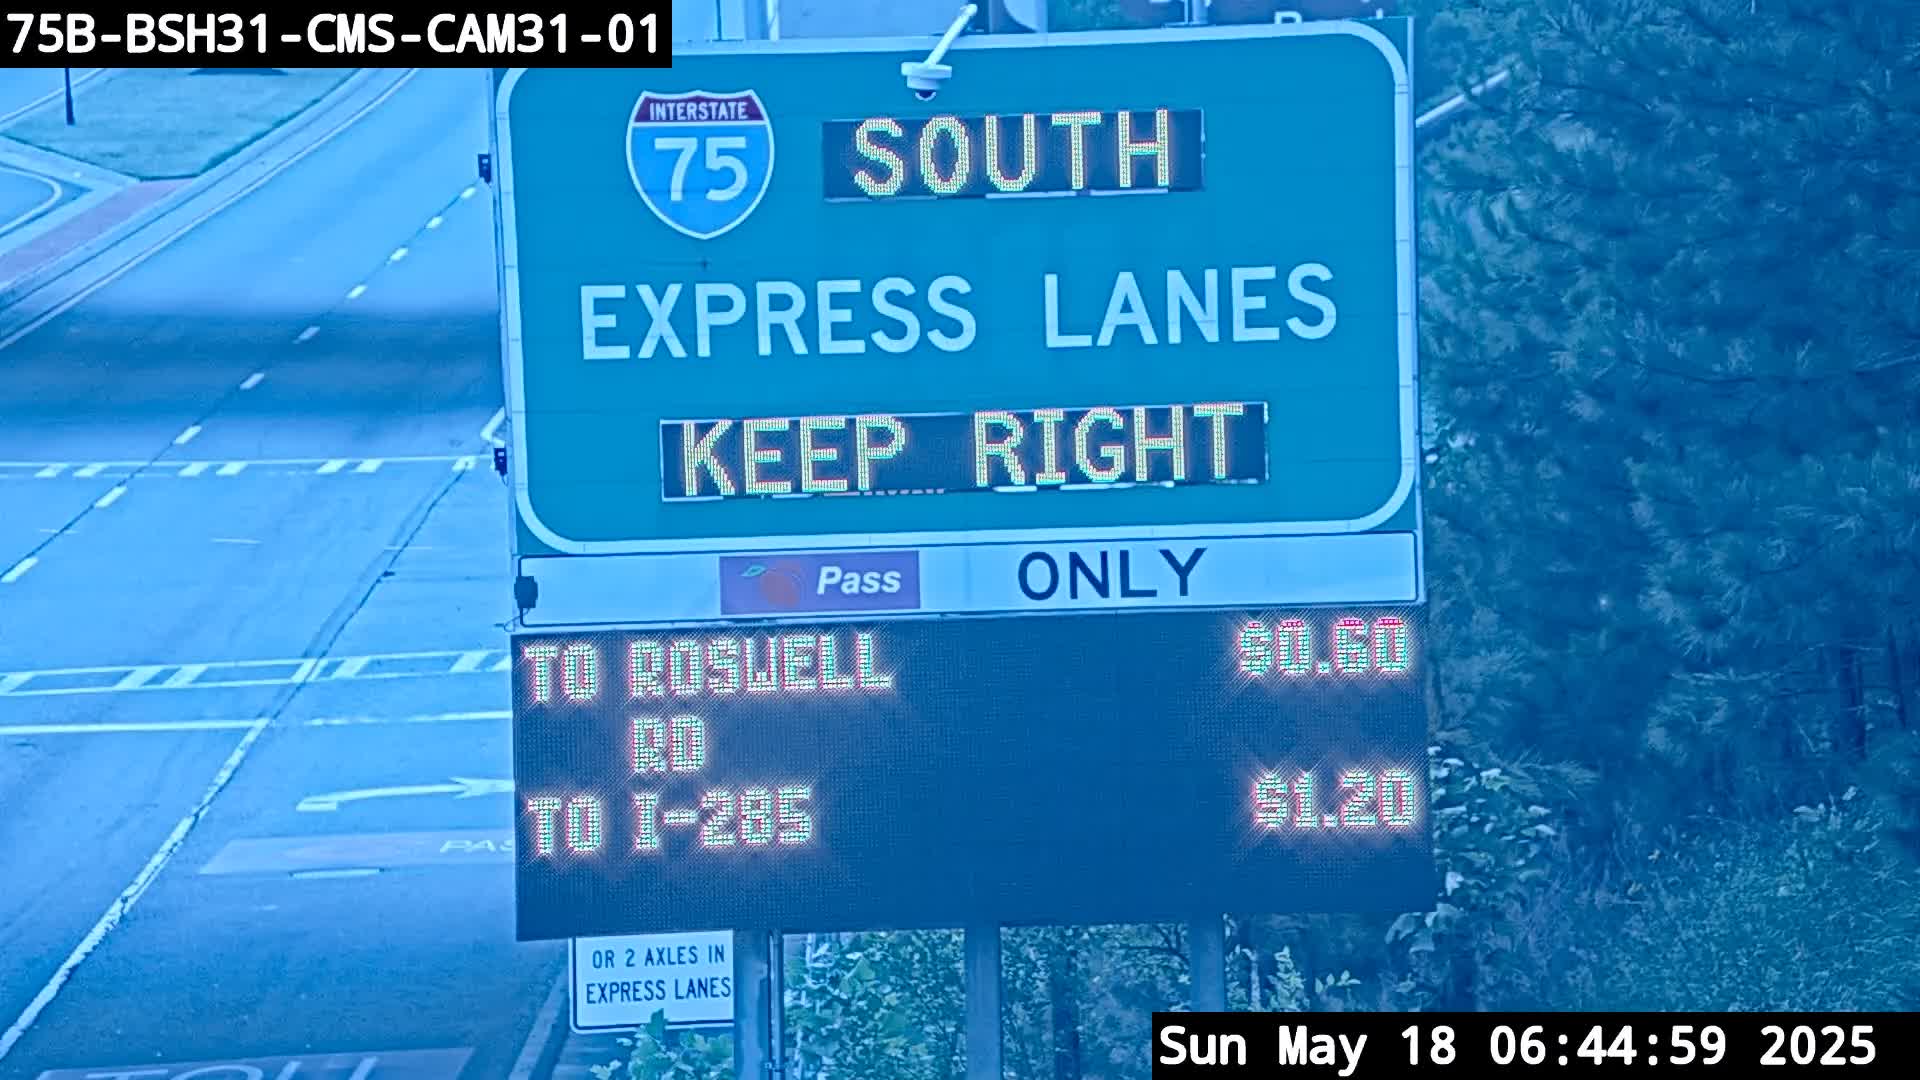 75B-BSH31-CMS-CAM31-01
INTERSTATE
75
SOUTH
EXPRESS LANES
KEEP RIGHT
Pass ONLY
TO ROSWELL $0.60
RD
TO I-285 $1.20
OR 2 AXLES IN
EXPRESS LANES
TOLL
Sun May 18 06:44:59 2025